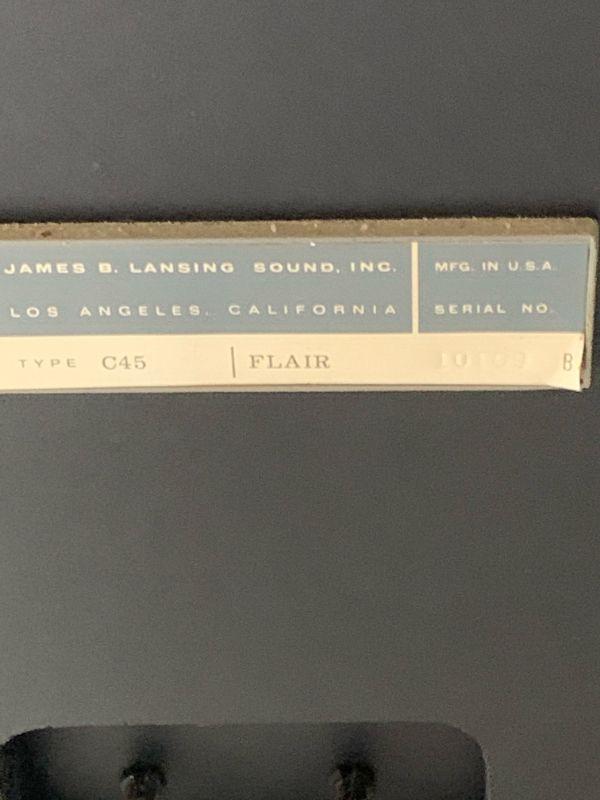 JAMES B. LANSING SOUND, INC.
LOS ANGELES, CALIFORNIA
MFG. IN U.S.A.
SERIAL NO.
TYPE C45 | FLAIR
B